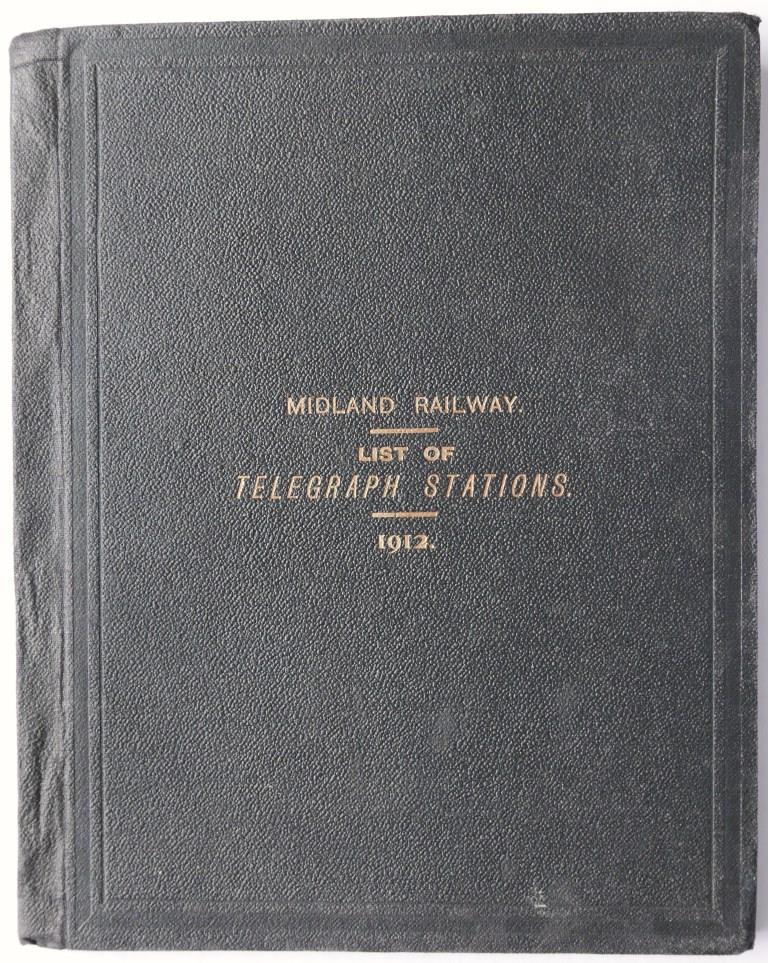 MIDLAND RAILWAY.
LIST OF
TELEGRAPH STATIONS.
1912.